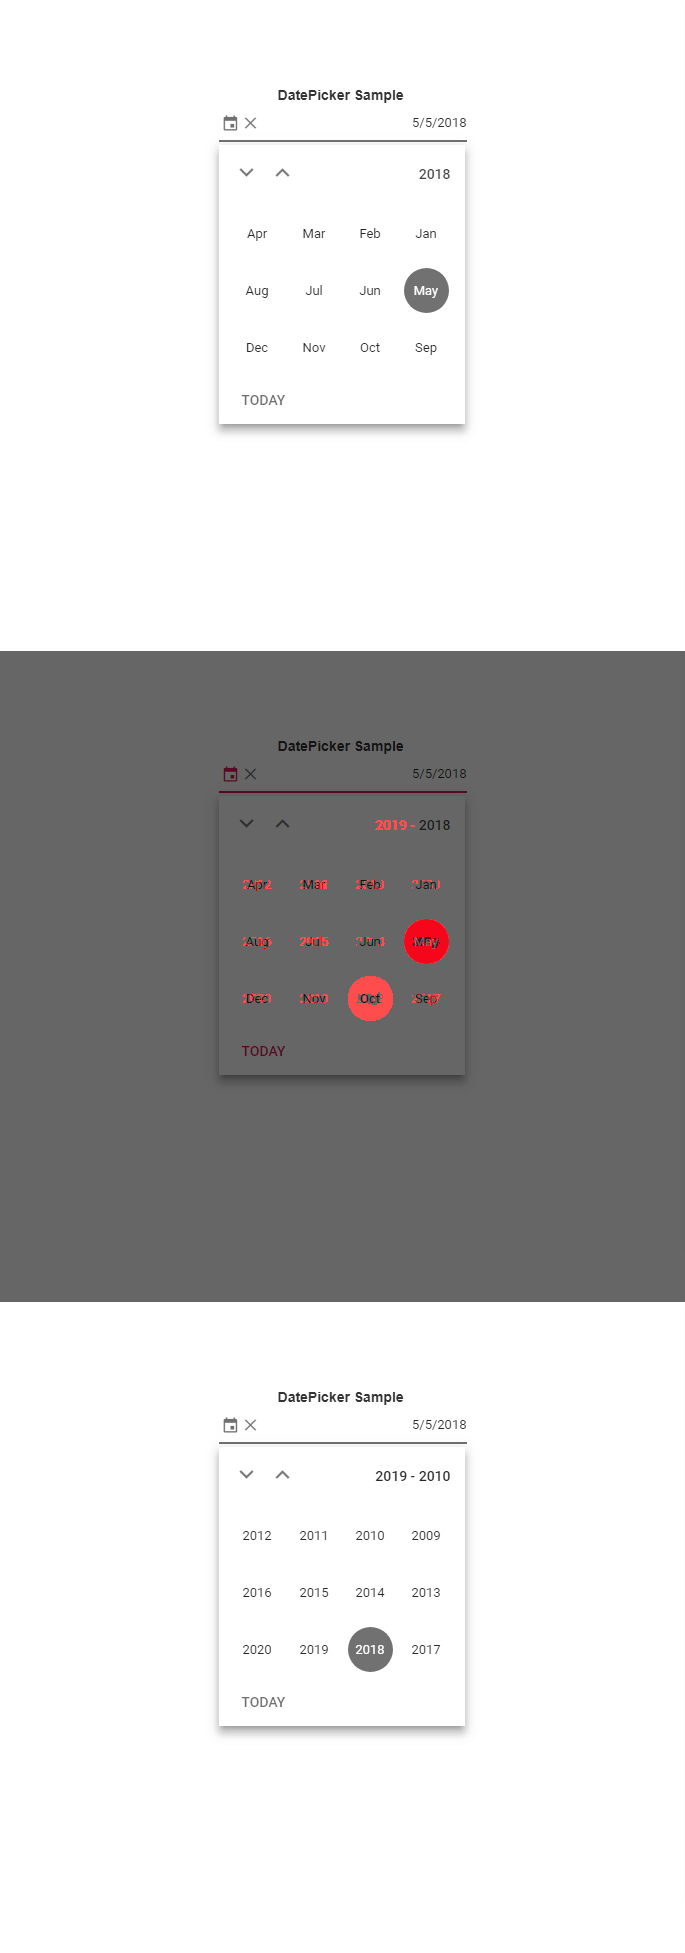 DatePicker Sample
5/5/2018
2018
Apr Mar Feb Jan
Aug Jul Jun May
Dec Nov Oct Sep
TODAY
DatePicker Sample
5/5/2018
2019 - 2018
Apr Mar Feb Jan
Aug Jun
Dec Nov Oct Sep
TODAY
DatePicker Sample
5/5/2018
2019 - 2010
2012 2011 2010 2009
2016 2015 2014 2013
2020 2019 2018 2017
TODAY